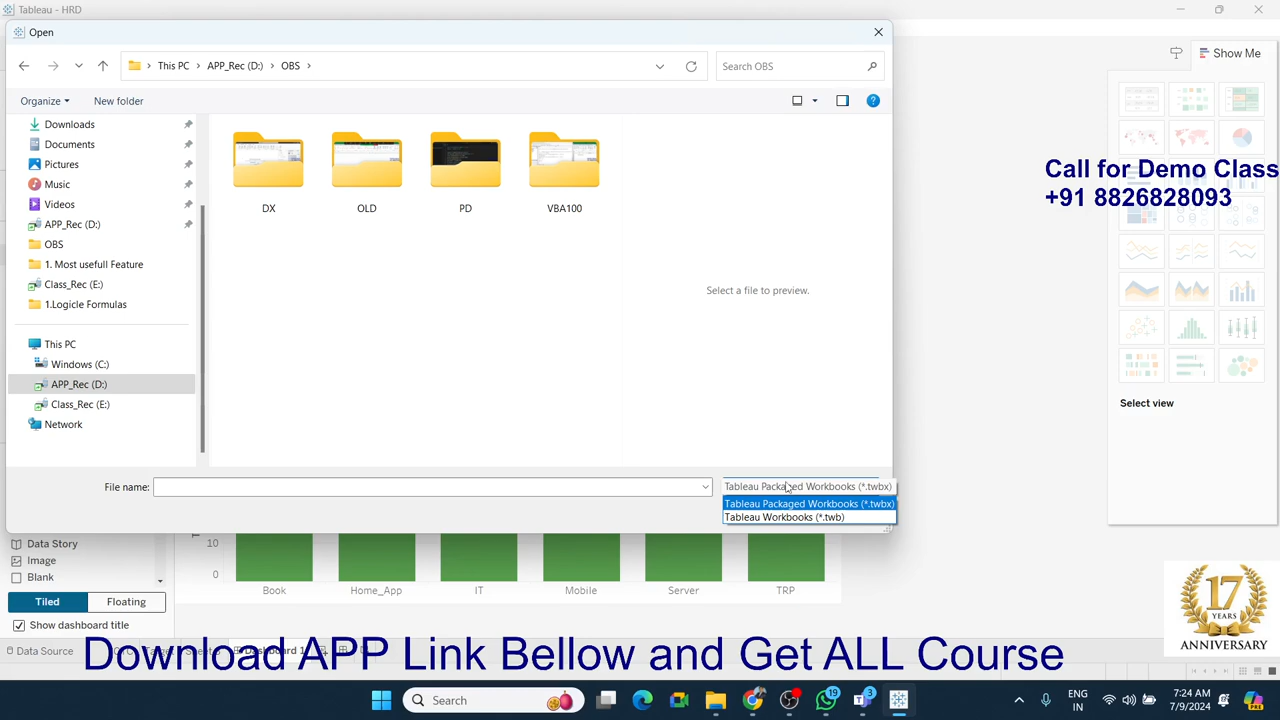 Tableau - HRD
Open
This PC
APP_Rec (D:)
OBS
Search OBS
Organize
New folder
Downloads
Documents
Pictures
Music
Videos
APP_Rec (D:)
OBS
1. Most usefull Feature
Class_Rec (E:)
1.Logicle Formulas
This PC
Windows (C:)
APP_Rec (D:)
Class_Rec (E:)
Network
DX
OLD
PD
VBA100
Select a file to preview.
File name:
Tableau Packaged Workbooks (*.twbx)
Tableau Packaged Workbooks (*.twbx)
Tableau Workbooks (*.twb)
Show Me
Call for Demo Class
+91 8826828093
Select view
Data Story
Image
Blank
Tiled
Floating
Show dashboard title
10
0
Book
Home_App
IT
Mobile
Server
TRP
Data Source
Dashboard 1
Download APP Link Bellow and Get ALL Course
17
YEARS
ANNIVERSARY
Search
19
3
ENG
IN
7:24 AM
7/9/2024